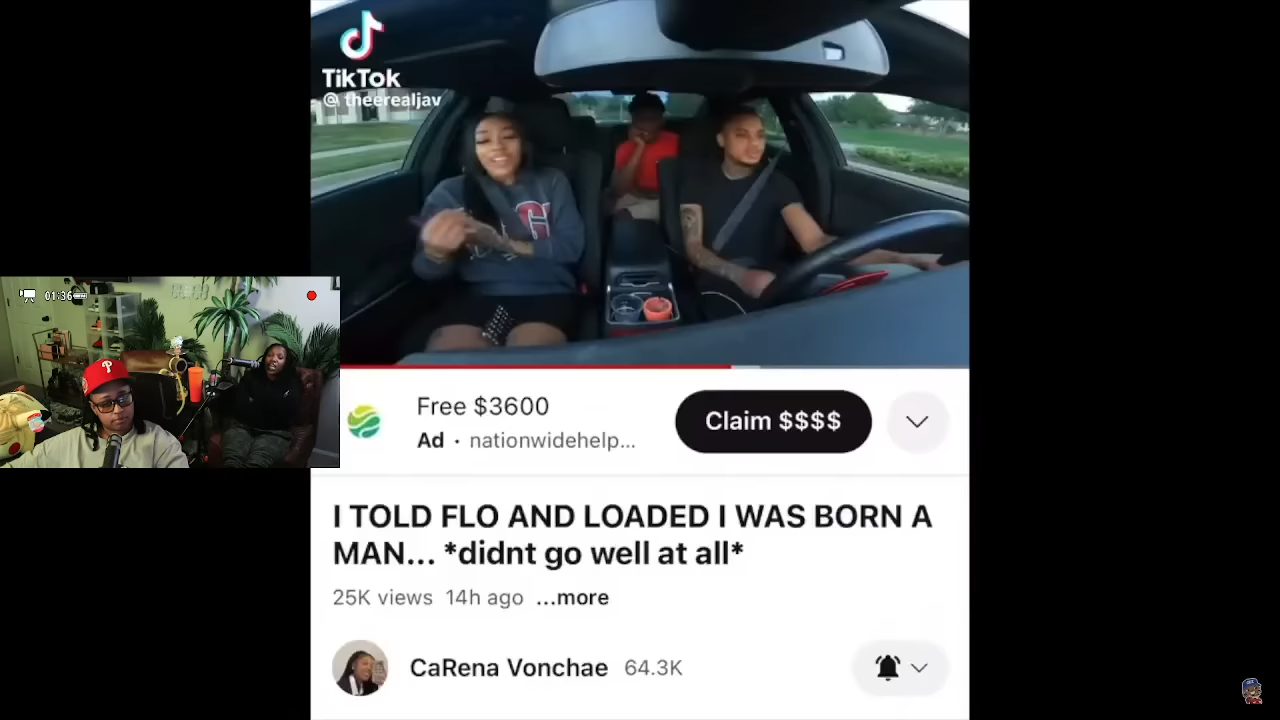 TikTok
@ theerealjav
01:36
Free $3600
Claim $$$$
Ad · nationwidehelp...
I TOLD FLO AND LOADED I WAS BORN A
MAN... *didnt go well at all*
25K views 14h ago ...more
CaRena Vonchae 64.3K